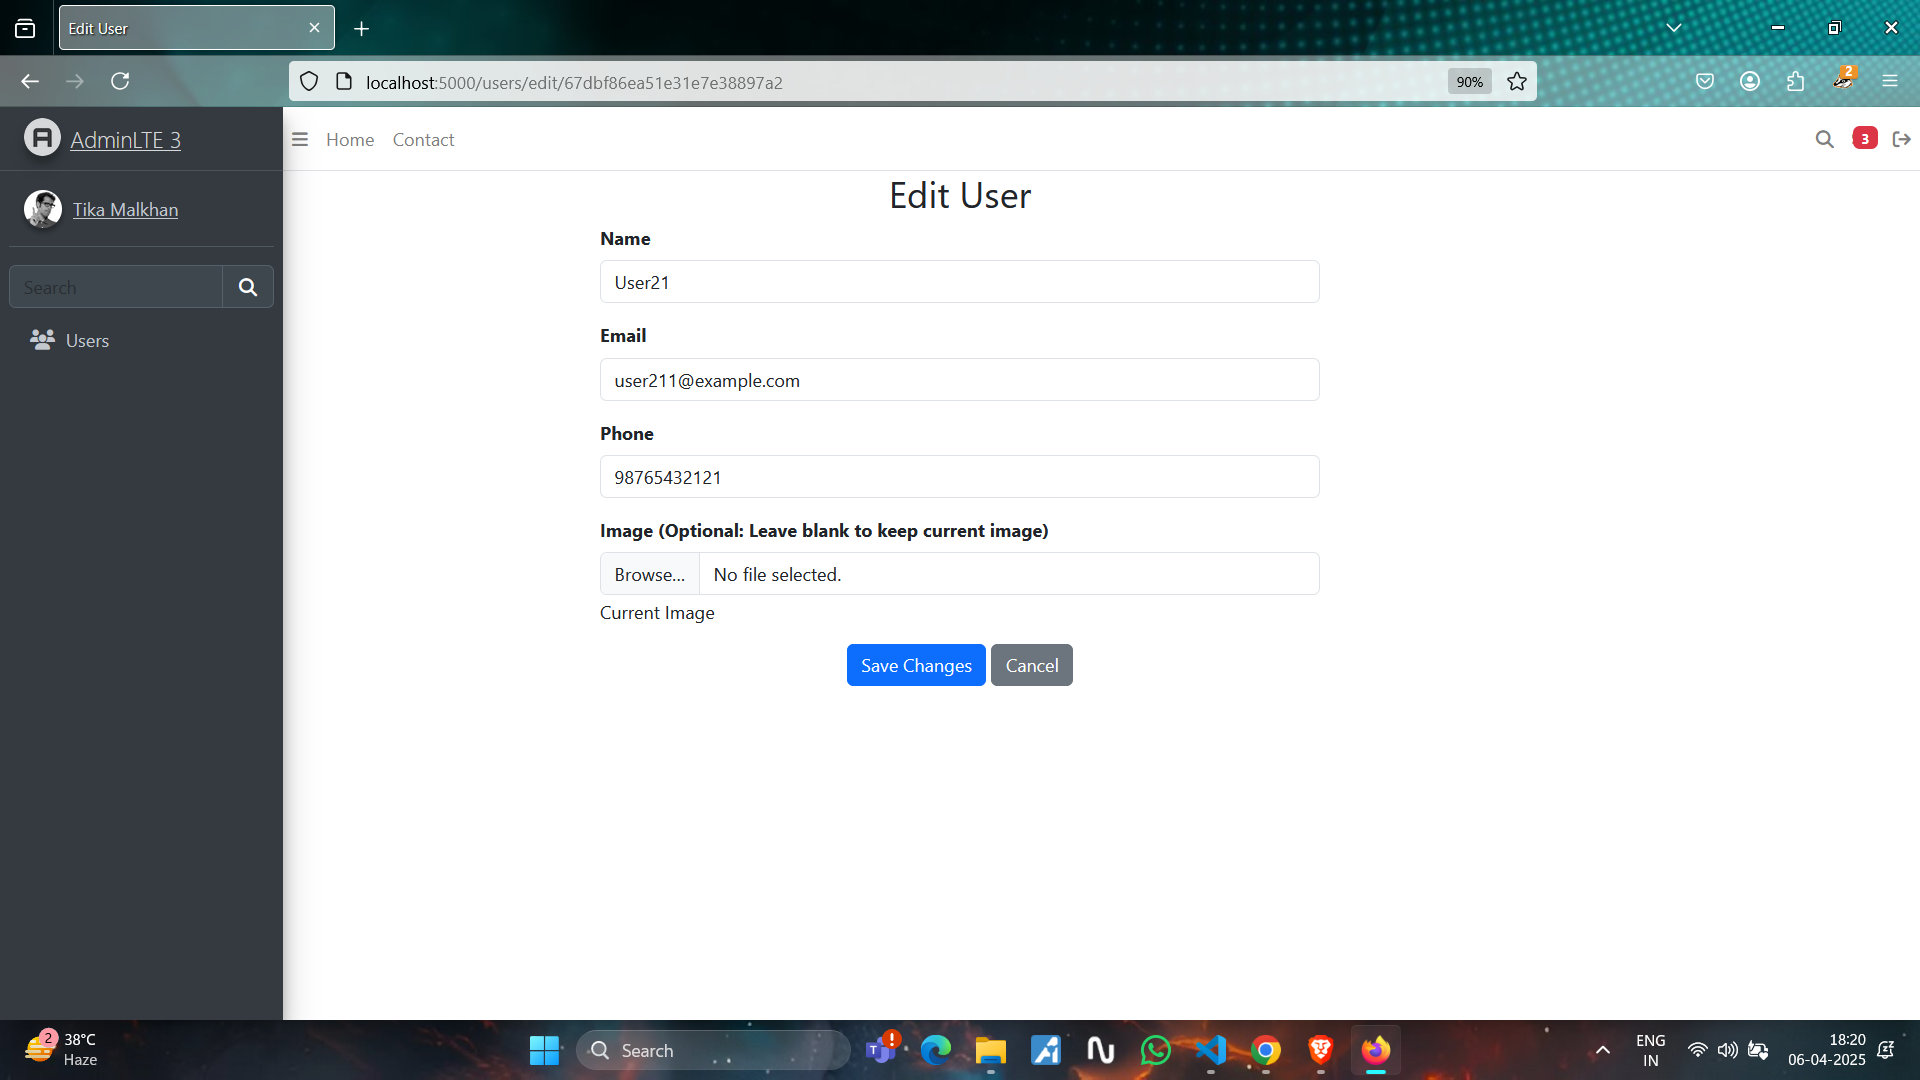 Edit User
localhost:5000/users/edit/67dbf86ea51e31e7e38897a2
90%
2
AdminLTE 3
Home
Contact
3
Tika Malkhan
Search
Users
Edit User
Name
User21
Email
user211@example.com
Phone
98765432121
Image (Optional: Leave blank to keep current image)
Browse...
No file selected.
Current Image
Save Changes
Cancel
2
38°C
Haze
Search
ENG
IN
18:20
06-04-2025